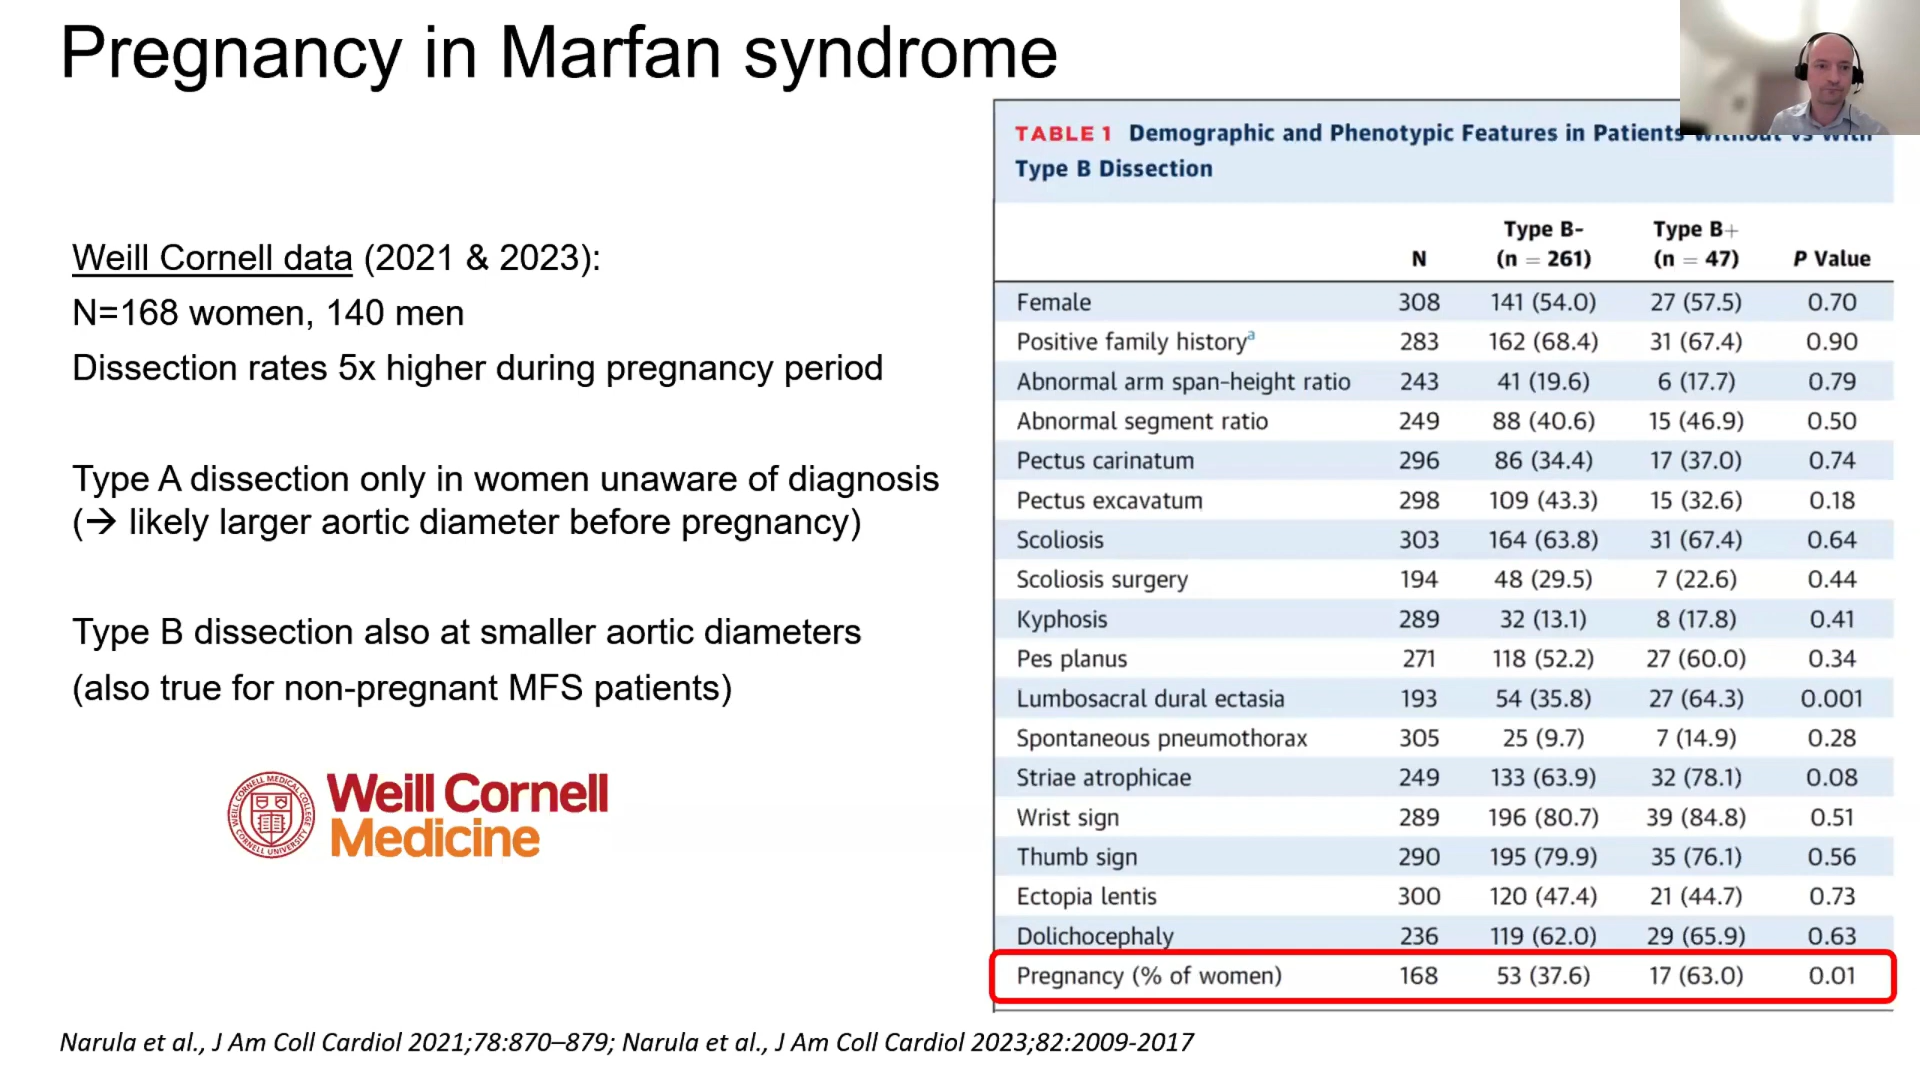 Pregnancy in Marfan syndrome
Weill Cornell data (2021 & 2023):
N=168 women, 140 men
Dissection rates 5x higher during pregnancy period
Type A dissection only in women unaware of diagnosis
(→ likely larger aortic diameter before pregnancy)
Type B dissection also at smaller aortic diameters
(also true for non-pregnant MFS patients)
Weill Cornell
Medicine
TABLE 1 Demographic and Phenotypic Features in Patients Without vs With
Type B Dissection
N Type B- (n = 261) Type B+ (n = 47) P Value
Female 308 141 (54.0) 27 (57.5) 0.70
Positive family historyᵃ 283 162 (68.4) 31 (67.4) 0.90
Abnormal arm span-height ratio 243 41 (19.6) 6 (17.7) 0.79
Abnormal segment ratio 249 88 (40.6) 15 (46.9) 0.50
Pectus carinatum 296 86 (34.4) 17 (37.0) 0.74
Pectus excavatum 298 109 (43.3) 15 (32.6) 0.18
Scoliosis 303 164 (63.8) 31 (67.4) 0.64
Scoliosis surgery 194 48 (29.5) 7 (22.6) 0.44
Kyphosis 289 32 (13.1) 8 (17.8) 0.41
Pes planus 271 118 (52.2) 27 (60.0) 0.34
Lumbosacral dural ectasia 193 54 (35.8) 27 (64.3) 0.001
Spontaneous pneumothorax 305 25 (9.7) 7 (14.9) 0.28
Striae atrophicae 249 133 (63.9) 32 (78.1) 0.08
Wrist sign 289 196 (80.7) 39 (84.8) 0.51
Thumb sign 290 195 (79.9) 35 (76.1) 0.56
Ectopia lentis 300 120 (47.4) 21 (44.7) 0.73
Dolichocephaly 236 119 (62.0) 29 (65.9) 0.63
Pregnancy (% of women) 168 53 (37.6) 17 (63.0) 0.01
Narula et al., J Am Coll Cardiol 2021;78:870–879; Narula et al., J Am Coll Cardiol 2023;82:2009-2017